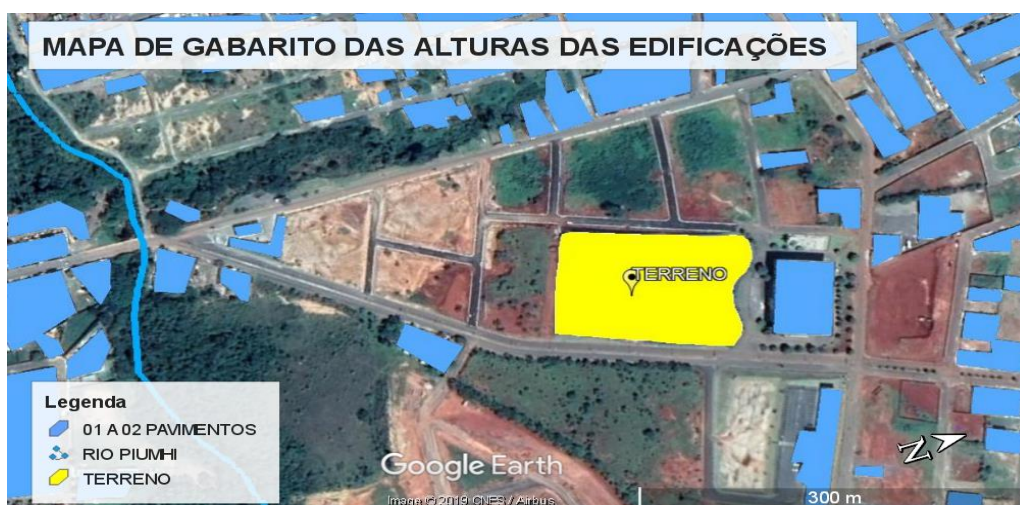 MAPA DE GABARITO DAS ALTURAS DAS EDIFICAÇÕES
TERRENO
Legenda
01 A 02 PAVIMENTOS
RIO PIUMHI
TERRENO
Google Earth
Image © 2019 CNES / Airbus
N
300 m